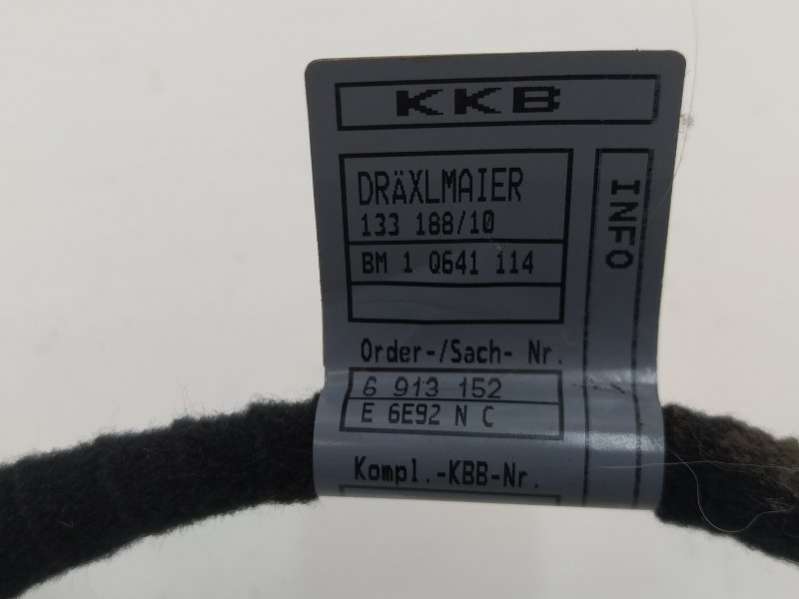 KKB
DRÄXLMAIER
133 188/10
BM 1 0641 114
Order-/Sach- Nr.
6 913 152
E 6E92 N C
Kompl.-KBB-Nr.
INFO